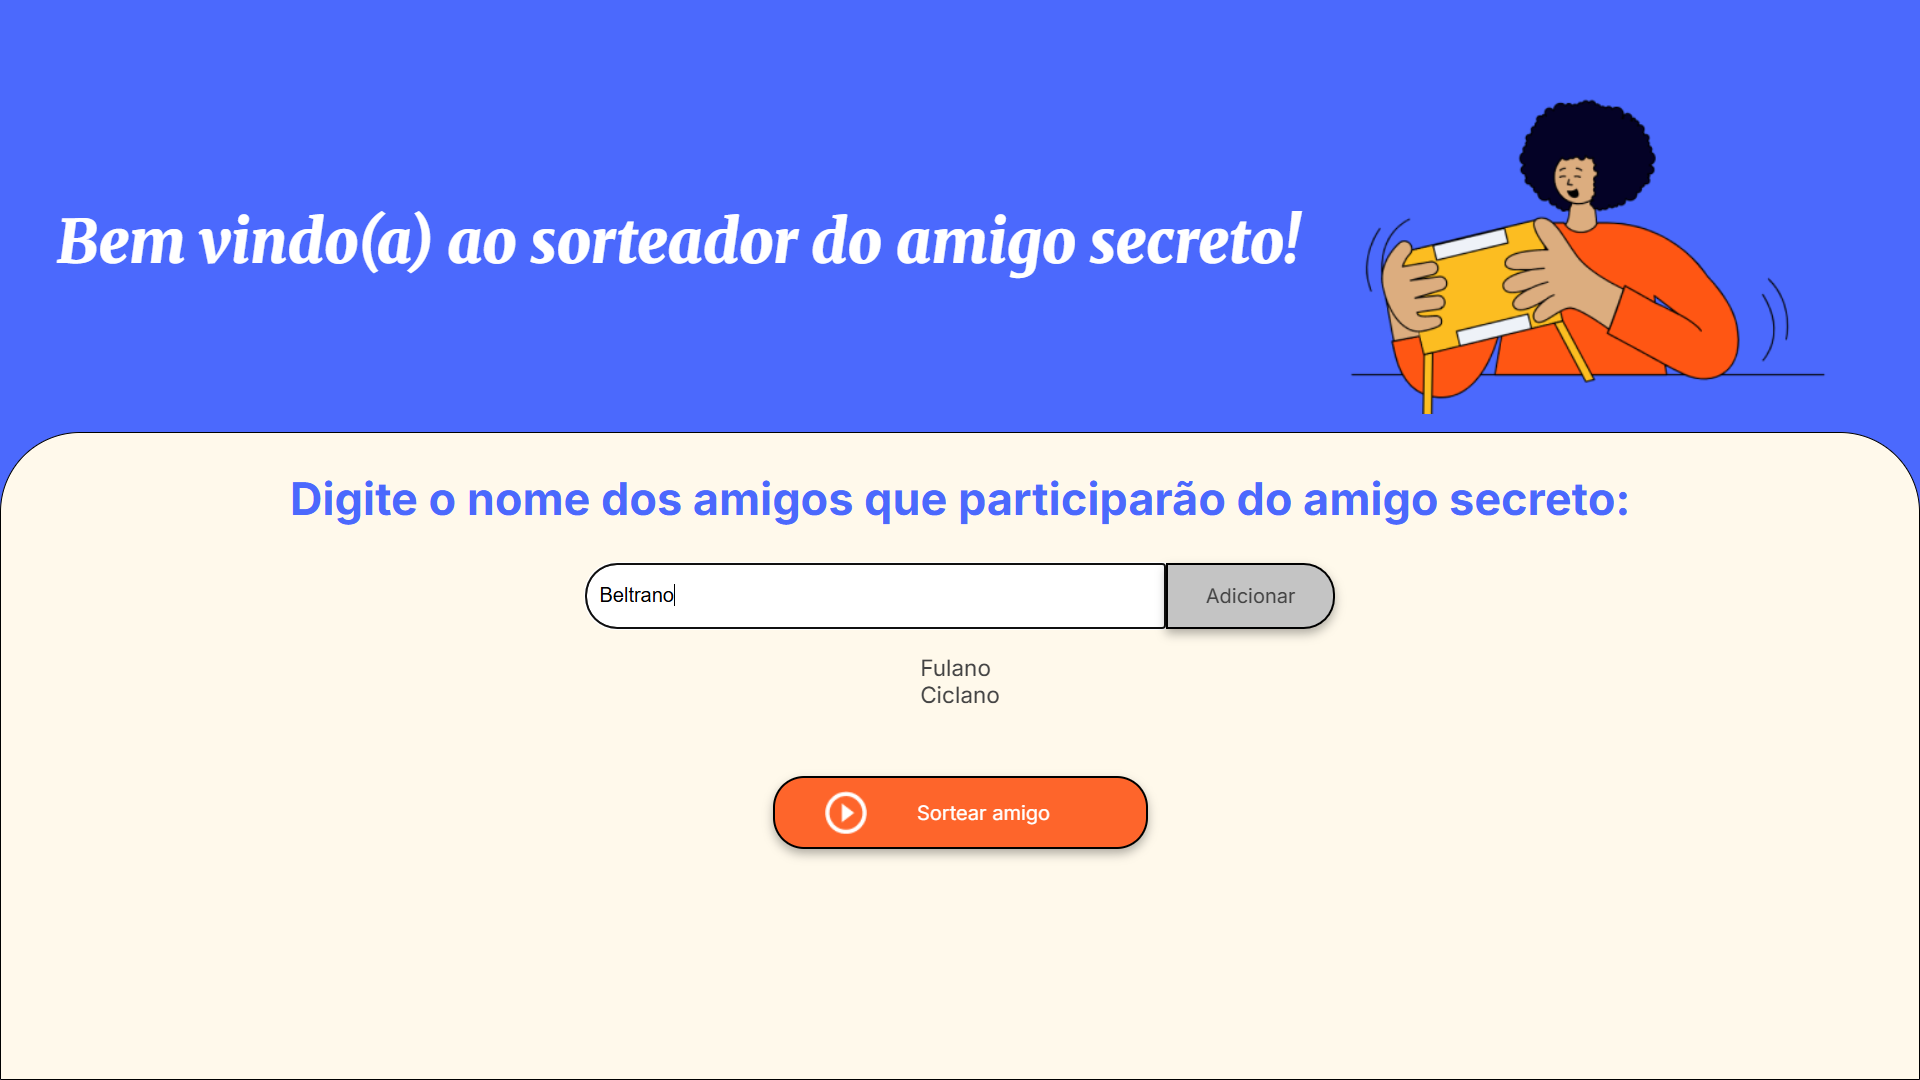 Bem vindo(a) ao sorteador do amigo secreto!
Digite o nome dos amigos que participarão do amigo secreto:
Beltrano
Adicionar
Fulano
Ciclano
Sortear amigo